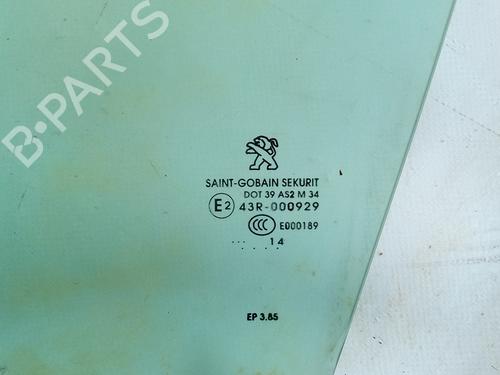 B·PARTS
SAINT-GOBAIN SEKURIT
DOT 39 AS2 M 34
E2 43R-000929
CCC E000189
... .... 14
EP 3.85